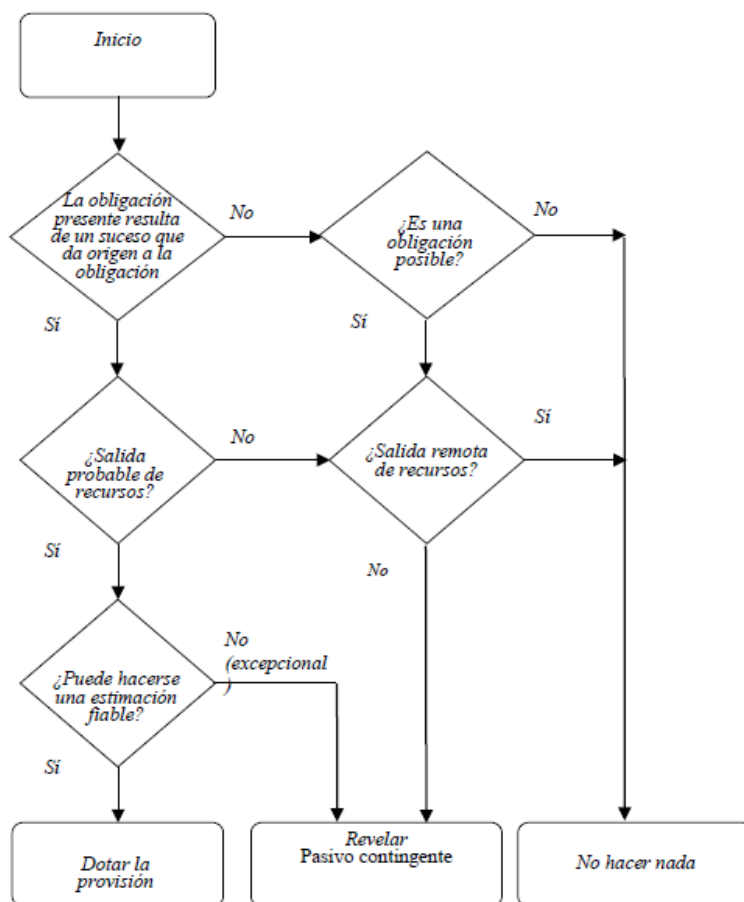 Inicio
La obligación
presente resulta
de un suceso que
da origen a la
obligación
No
¿Es una
obligación
posible?
No
Sí
Sí
¿Salida
probable de
recursos?
No
¿Salida remota
de recursos?
Sí
Sí
No
¿Puede hacerse
una estimación
fiable?
No
(excepcional
)
Sí
Dotar la
provisión
Revelar
Pasivo contingente
No hacer nada